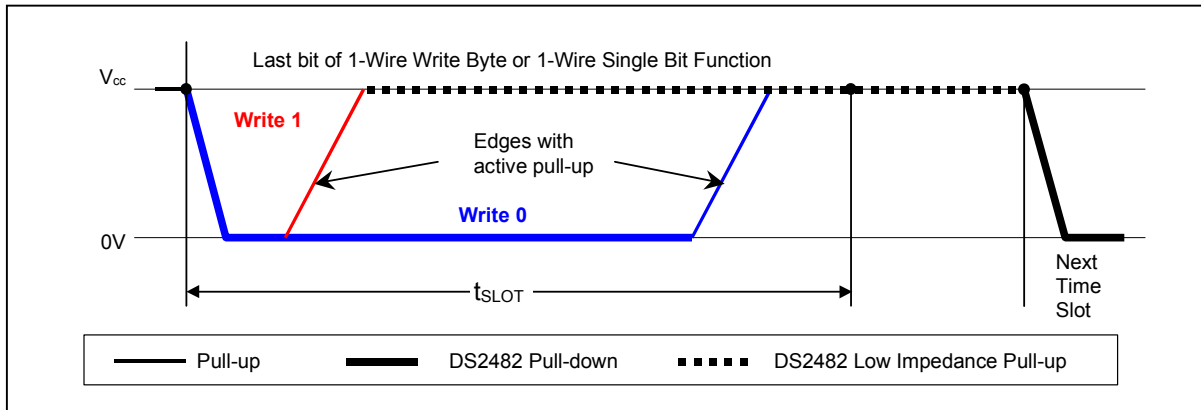 Last bit of 1-Wire Write Byte or 1-Wire Single Bit Function
Vcc
Write 1
Edges with
active pull-up
Write 0
0V
tSLOT
Next
Time
Slot
Pull-up
DS2482 Pull-down
DS2482 Low Impedance Pull-up